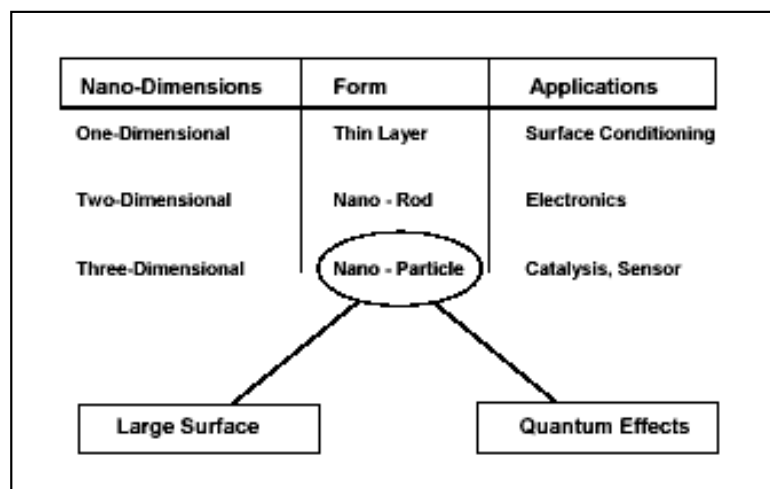 Nano-Dimensions Form Applications
One-Dimensional Thin Layer Surface Conditioning
Two-Dimensional Nano - Rod Electronics
Three-Dimensional Nano - Particle Catalysis, Sensor
Large Surface Quantum Effects